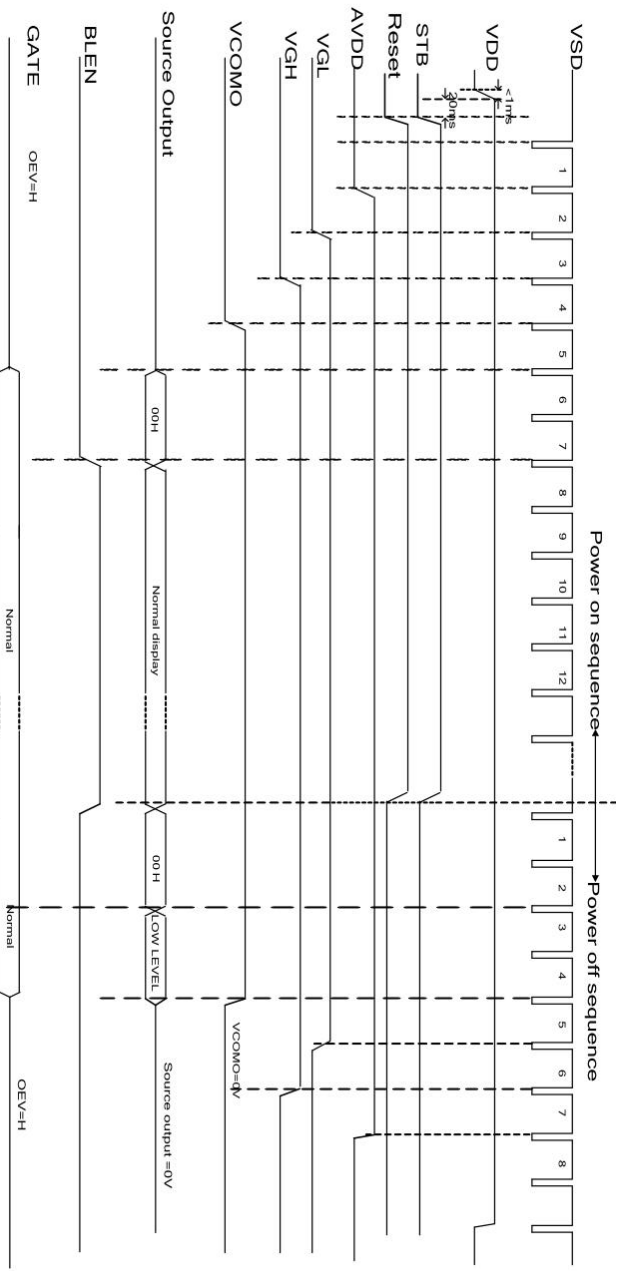 Power on sequence
Power off sequence
VSD
1
2
3
4
5
6
7
8
9
10
11
12
1
2
3
4
5
6
7
8
VDD
<1ms
20ms
STB
Reset
AVDD
VGL
VGH
VCOMO
VCOMO=0V
Source Output
00H
Normal display
00H
LOW LEVEL
Source output =0V
BLEN
GATE
OEV=H
Normal
Normal
OEV=H